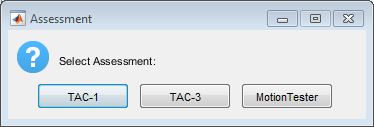 Assessment
Select Assessment:
TAC-1
TAC-3
MotionTester